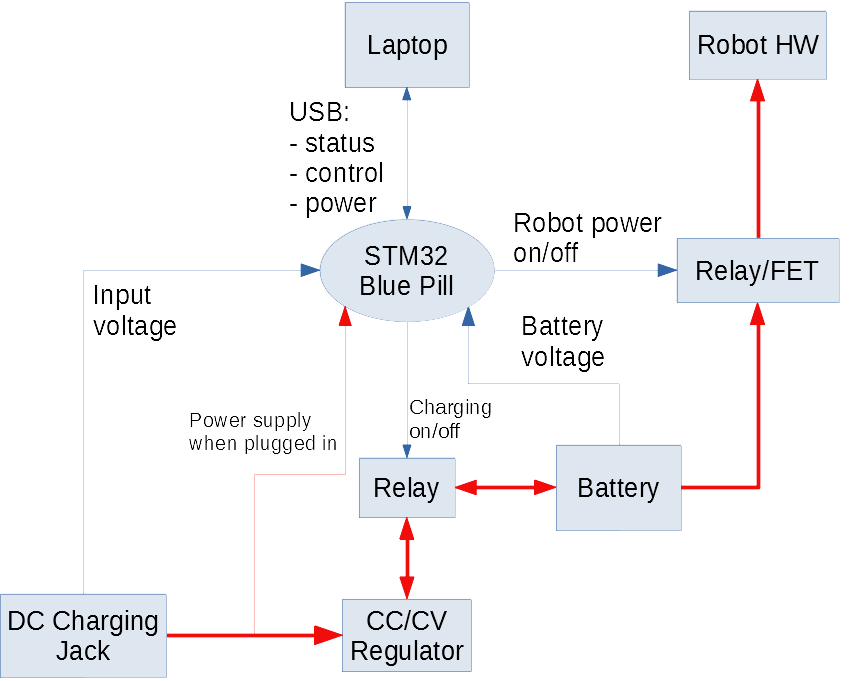 Laptop
Robot HW
USB:
- status
- control
- power
Robot power
on/off
STM32
Blue Pill
Relay/FET
Input
voltage
Battery
voltage
Power supply
when plugged in
Charging
on/off
Relay
Battery
DC Charging
Jack
CC/CV
Regulator